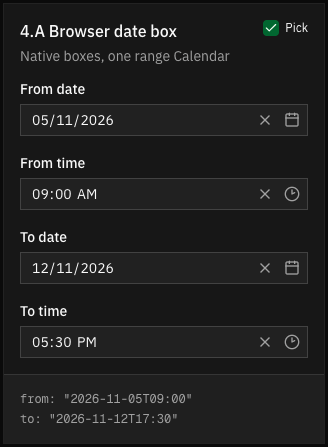 4.A Browser date box
Pick
Native boxes, one range Calendar
From date
05/11/2026
From time
09:00 AM
To date
12/11/2026
To time
05:30 PM
from: "2026-11-05T09:00"
to: "2026-11-12T17:30"